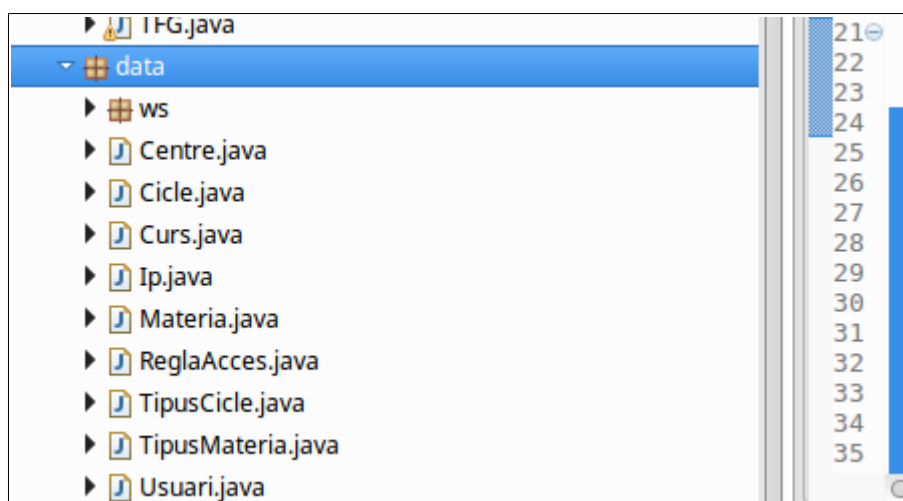 TFG.java
data
ws
Centre.java
Cicle.java
Curs.java
Ip.java
Materia.java
ReglaAcces.java
TipusCicle.java
TipusMateria.java
Usuari.java
21
22
23
24
25
26
27
28
29
30
31
32
33
34
35